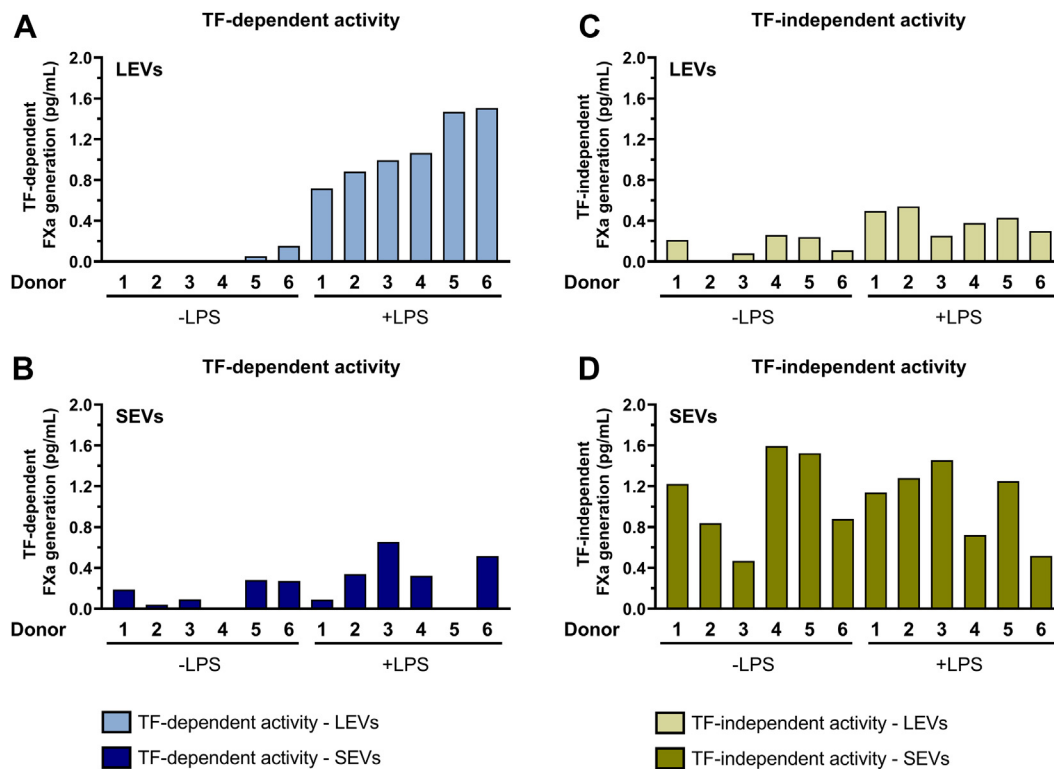 A
TF-dependent activity
LEVs
TF-dependent
FXa generation (pg/mL)
2.0
1.6
1.2
0.8
0.4
0.0
Donor 1 2 3 4 5 6 1 2 3 4 5 6
-LPS +LPS
C
TF-independent activity
LEVs
TF-independent
FXa generation (pg/mL)
2.0
1.6
1.2
0.8
0.4
0.0
Donor 1 2 3 4 5 6 1 2 3 4 5 6
-LPS +LPS
B
TF-dependent activity
SEVs
TF-dependent
FXa generation (pg/mL)
2.0
1.6
1.2
0.8
0.4
0.0
Donor 1 2 3 4 5 6 1 2 3 4 5 6
-LPS +LPS
D
TF-independent activity
SEVs
TF-independent
FXa generation (pg/mL)
2.0
1.6
1.2
0.8
0.4
0.0
Donor 1 2 3 4 5 6 1 2 3 4 5 6
-LPS +LPS
TF-dependent activity - LEVs
TF-dependent activity - SEVs
TF-independent activity - LEVs
TF-independent activity - SEVs